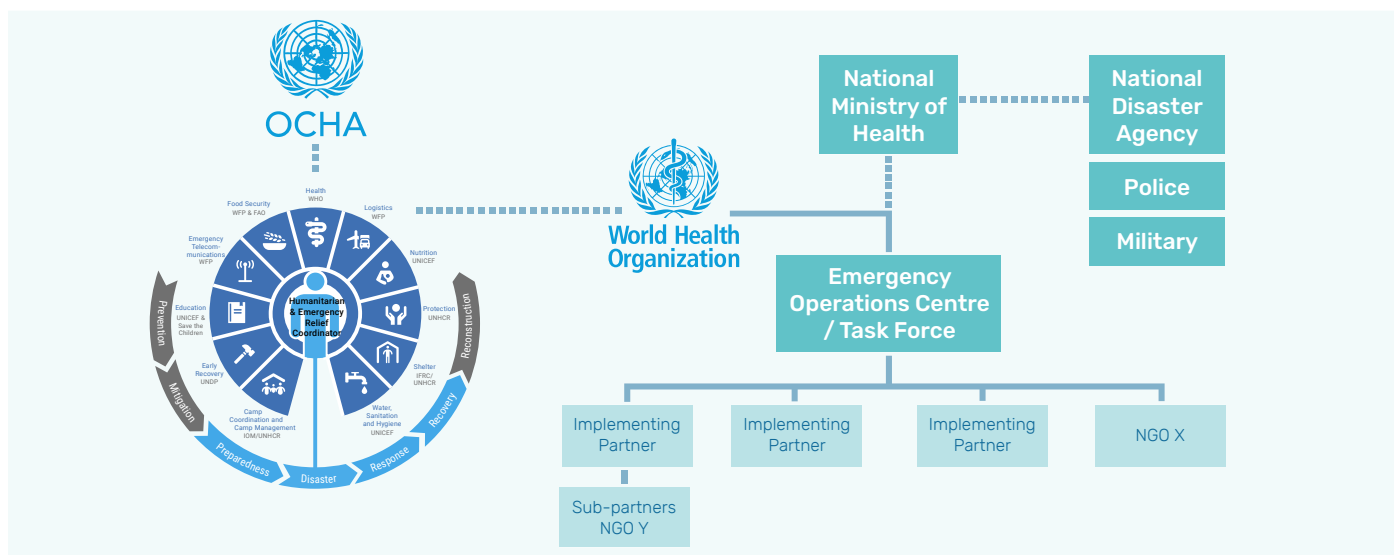 OCHA
Health
WHO
Food Security
WFP & FAO
Logistics
WFP
Emergency
Telecom-
munications
WFP
Nutrition
UNICEF
Education
UNICEF &
Save the
Children
Protection
UNHCR
Early
Recovery
UNDP
Shelter
IFRC/
UNHCR
Camp
Coordination and
Camp Management
IOM/UNHCR
Water,
Sanitation
and Hygiene
UNICEF
Humanitarian
& Emergency
Relief
Coordinator
Prevention
Mitigation
Preparedness
Disaster
Response
Recovery
Reconstruction
World Health
Organization
National
Ministry of
Health
National
Disaster
Agency
Police
Military
Emergency
Operations Centre
/ Task Force
Implementing
Partner
Implementing
Partner
Implementing
Partner
NGO X
Sub-partners
NGO Y